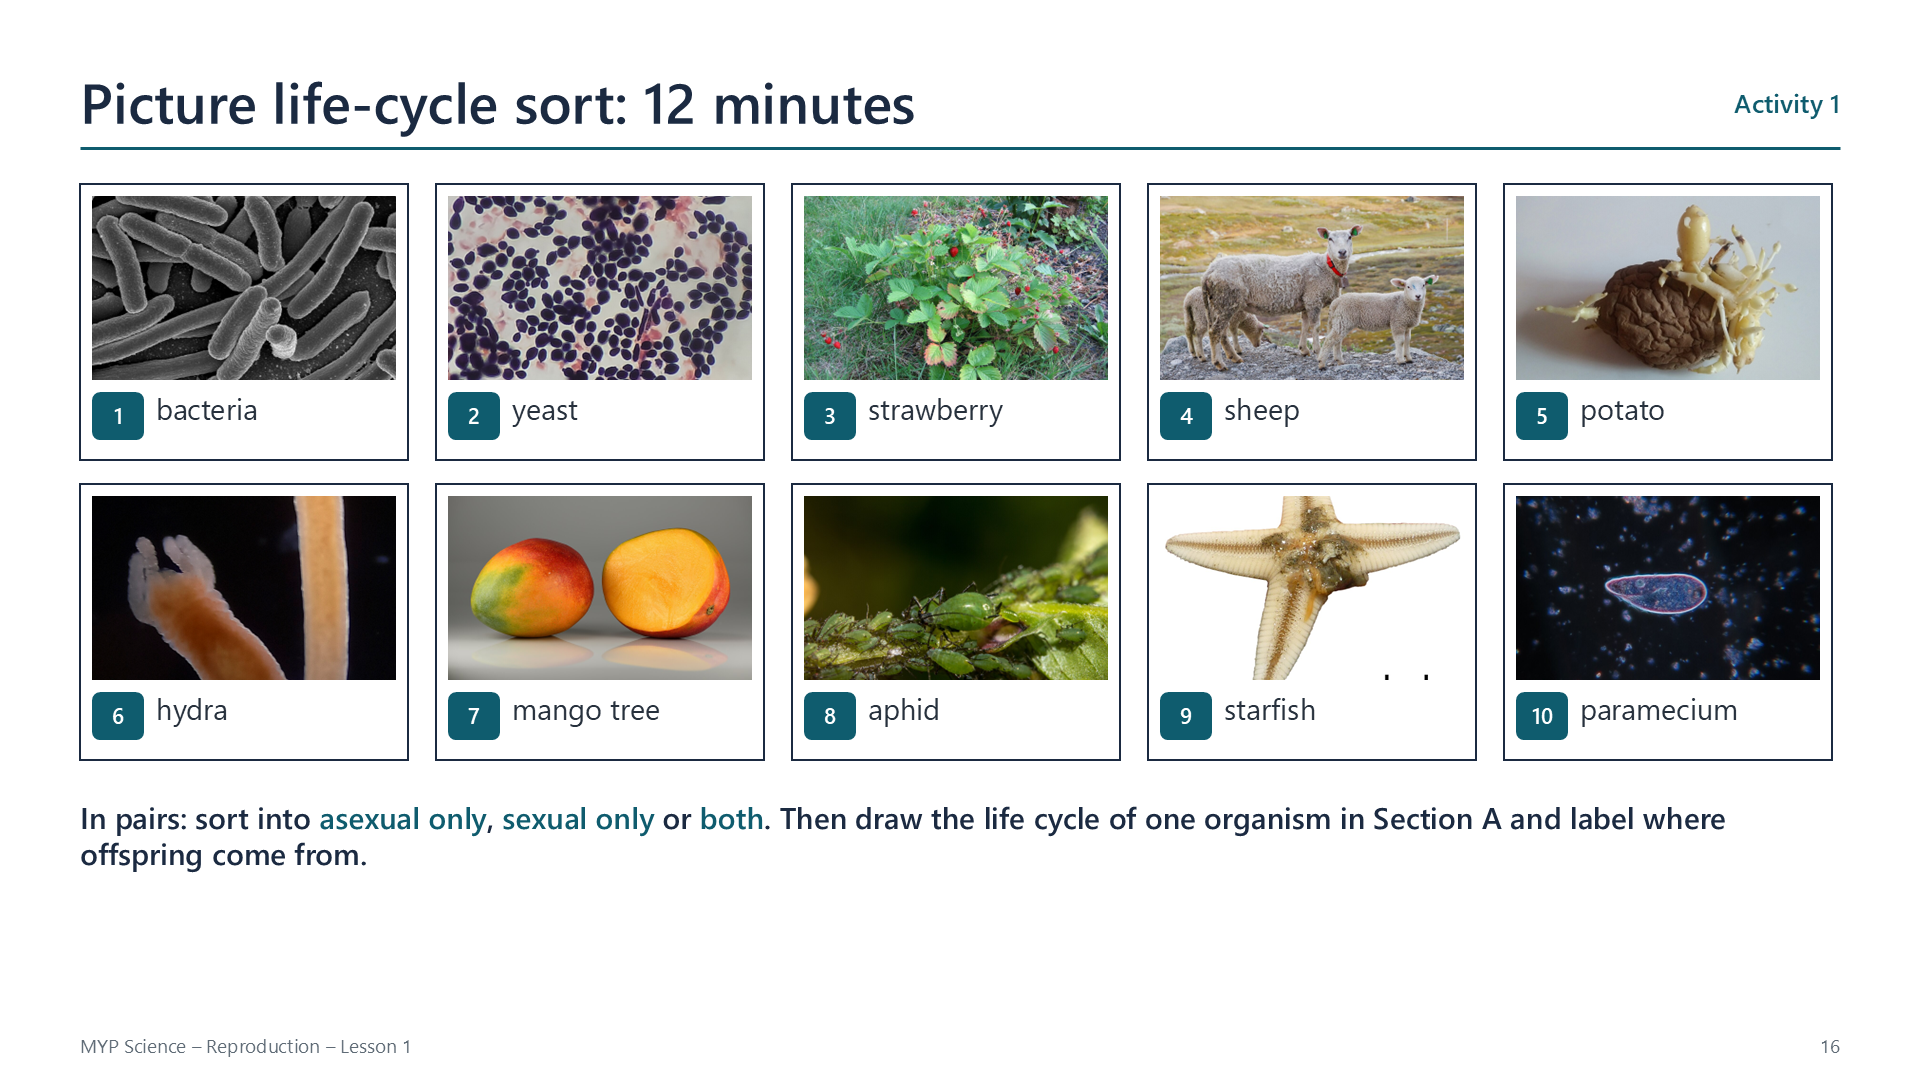 Picture life-cycle sort: 12 minutes
Activity 1
1 bacteria
2 yeast
3 strawberry
4 sheep
5 potato
6 hydra
7 mango tree
8 aphid
9 starfish
10 paramecium
In pairs: sort into asexual only, sexual only or both. Then draw the life cycle of one organism in Section A and label where
offspring come from.
MYP Science – Reproduction – Lesson 1
16